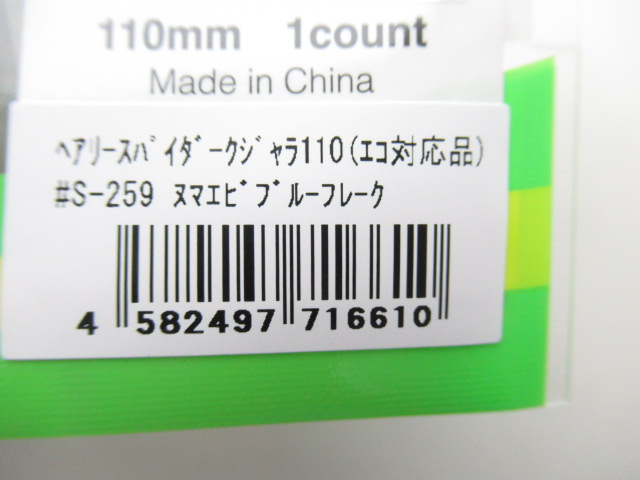 110mm 1count
Made in China
ﾍｱﾘｰｽﾊﾟｲﾀﾞｰｸｼﾞｬﾗ110(ｴｺ対応品)
#S-259 ﾇﾏｴﾋﾞﾌﾞﾙｰﾌﾚｰｸ
4 582497 716610